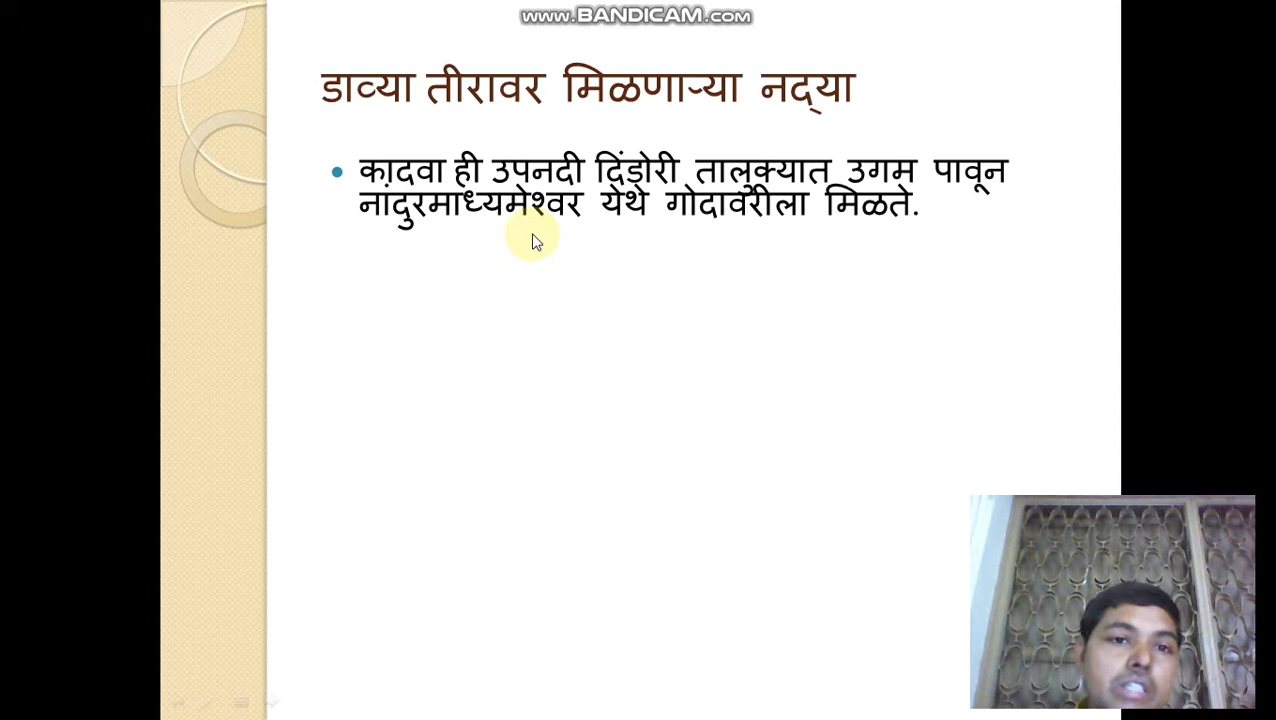 www.BANDICAM.com
डाव्या तीरावर मिळणाऱ्या नद्या
कादवा ही उपनदी दिंडोरी तालुक्यात उगम पावून
नांदुरमाध्यमेश्वर येथे गोदावरीला मिळते.